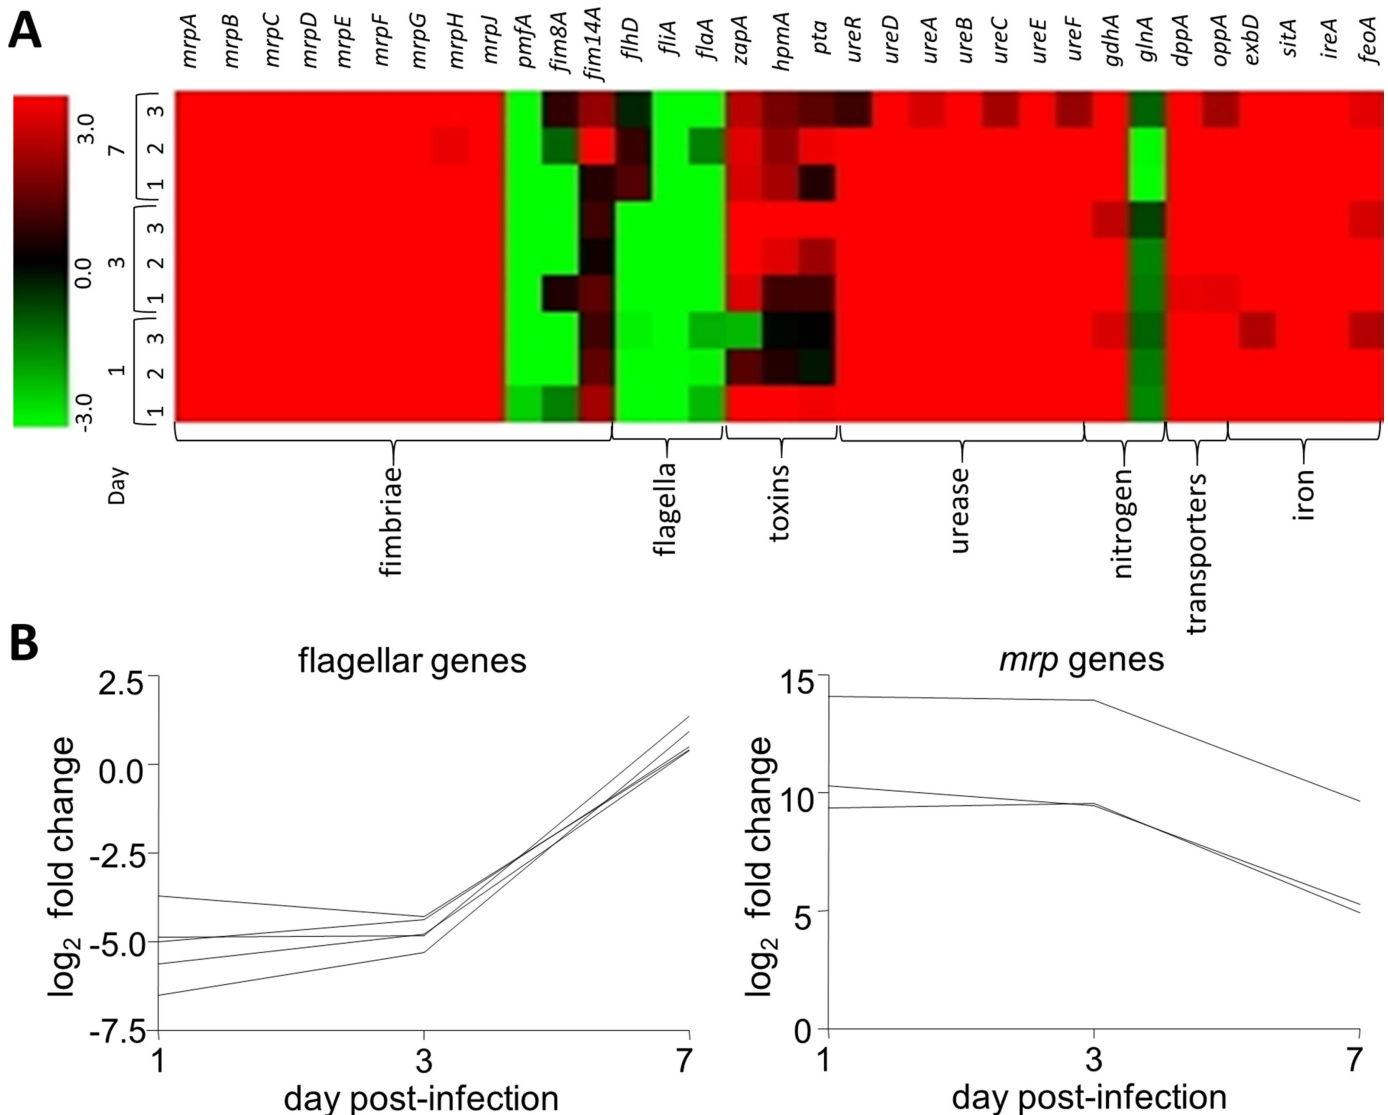 A
mrpA mrpB mrpC mrpD mrpE mrpF mrpG mrpH mrpJ pmfA fim8A fim14A flhD fliA flaA zapA hpmA pta ureR ureD ureA ureB ureC ureE ureF gdhA glnA dppA oppA exbD sitA ireA feoA
3.0
0.0
-3.0
7
3
2
1
3
3
2
1
1
3
2
1
Day
fimbriae
flagella
toxins
urease
nitrogen
transporters
iron
B
flagellar genes
2.5
0.0
-2.5
-5.0
-7.5
log2 fold change
1 3 7
day post-infection
mrp genes
15
10
5
0
log2 fold change
1 3 7
day post-infection